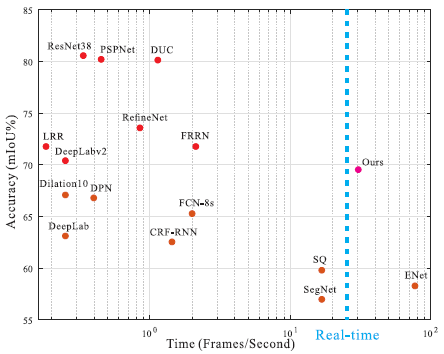 85
80
75
70
65
60
55
Accuracy (mIoU%)
ResNet38
PSPNet
DUC
RefineNet
LRR
FRRN
DeepLabv2
Ours
Dilation10
DPN
FCN-8s
DeepLab
CRF-RNN
SQ
ENet
SegNet
10^0
10^1
10^2
Real-time
Time (Frames/Second)